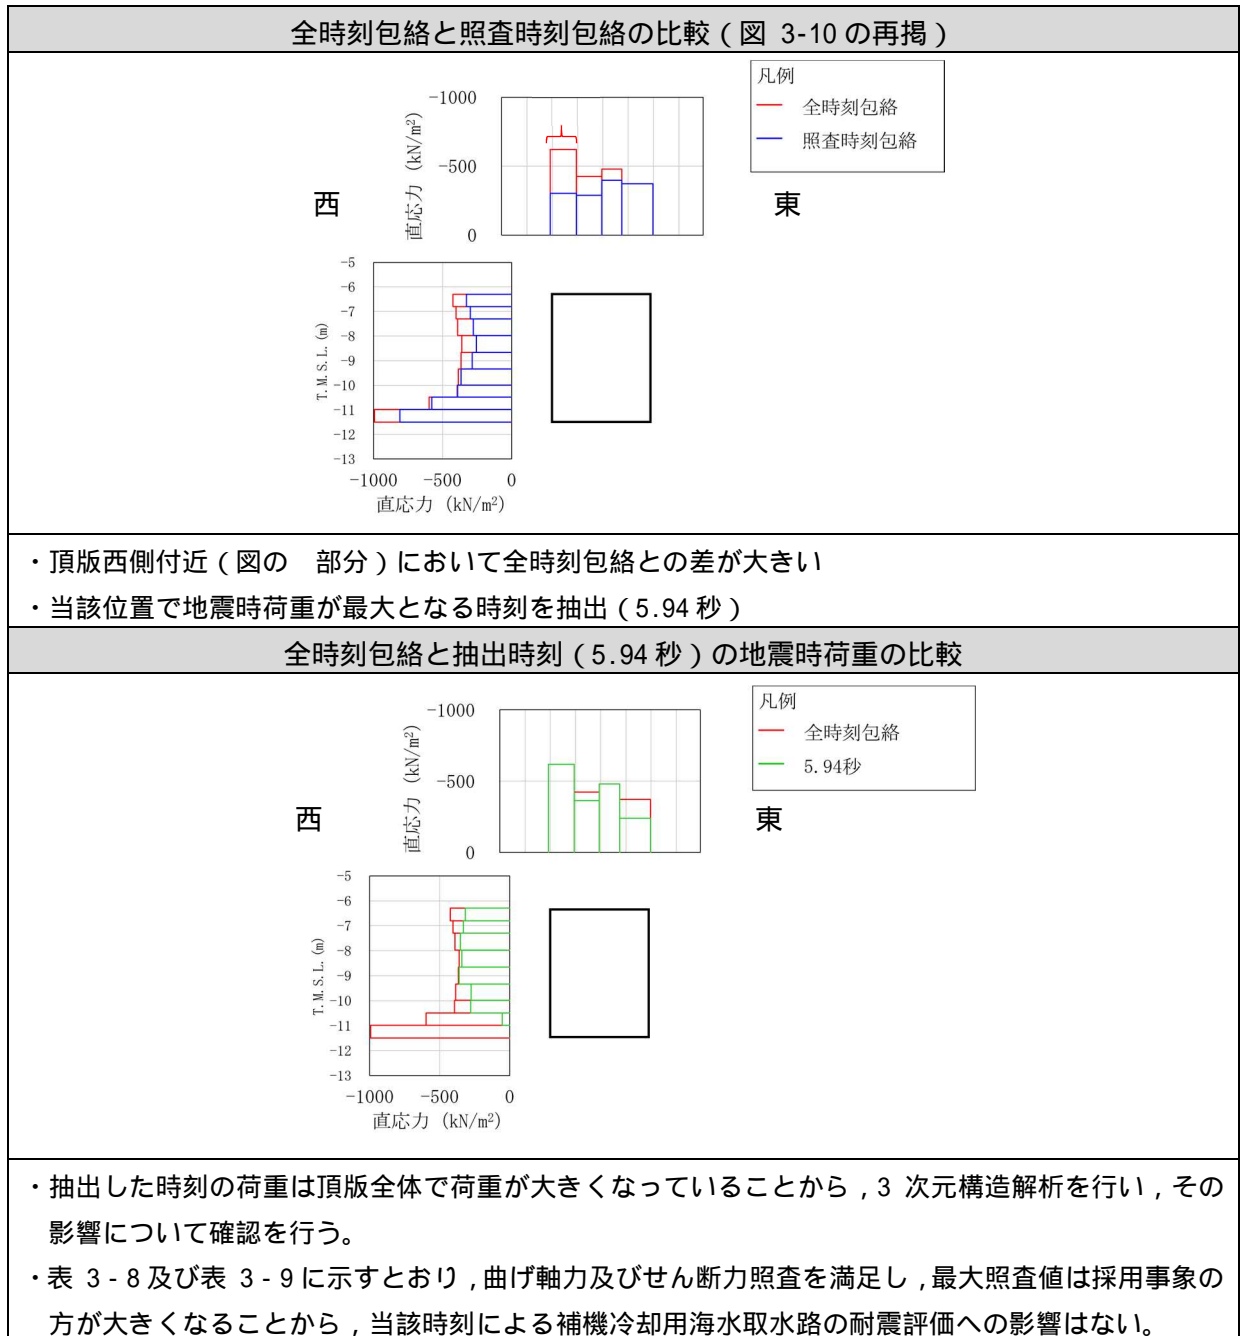 全時刻包絡と照査時刻包絡の比較（図 3-10 の再掲）
凡例
全時刻包絡
照査時刻包絡
-1000
-500
0
直応力 (kN/m²)
西
東
-5
-6
-7
-8
-9
-10
-11
-12
-13
T.M.S.L.(m)
-1000 -500 0
直応力 (kN/m²)
・頂版西側付近（図の 部分）において全時刻包絡との差が大きい
・当該位置で地震時荷重が最大となる時刻を抽出（5.94 秒）
全時刻包絡と抽出時刻（5.94 秒）の地震時荷重の比較
凡例
全時刻包絡
5.94秒
-1000
-500
0
直応力 (kN/m²)
西
東
-5
-6
-7
-8
-9
-10
-11
-12
-13
T.M.S.L.(m)
-1000 -500 0
直応力 (kN/m²)
・抽出した時刻の荷重は頂版全体で荷重が大きくなっていることから，3 次元構造解析を行い，その
影響について確認を行う。
・表 3-8 及び表 3-9 に示すとおり，曲げ軸力及びせん断力照査を満足し，最大照査値は採用事象の
方が大きくなることから，当該時刻による補機冷却用海水取水路の耐震評価への影響はない。